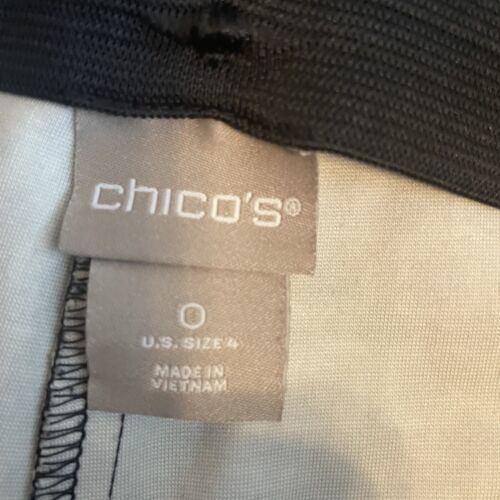 chico's®
0
U.S. SIZE 4
MADE IN
VIETNAM